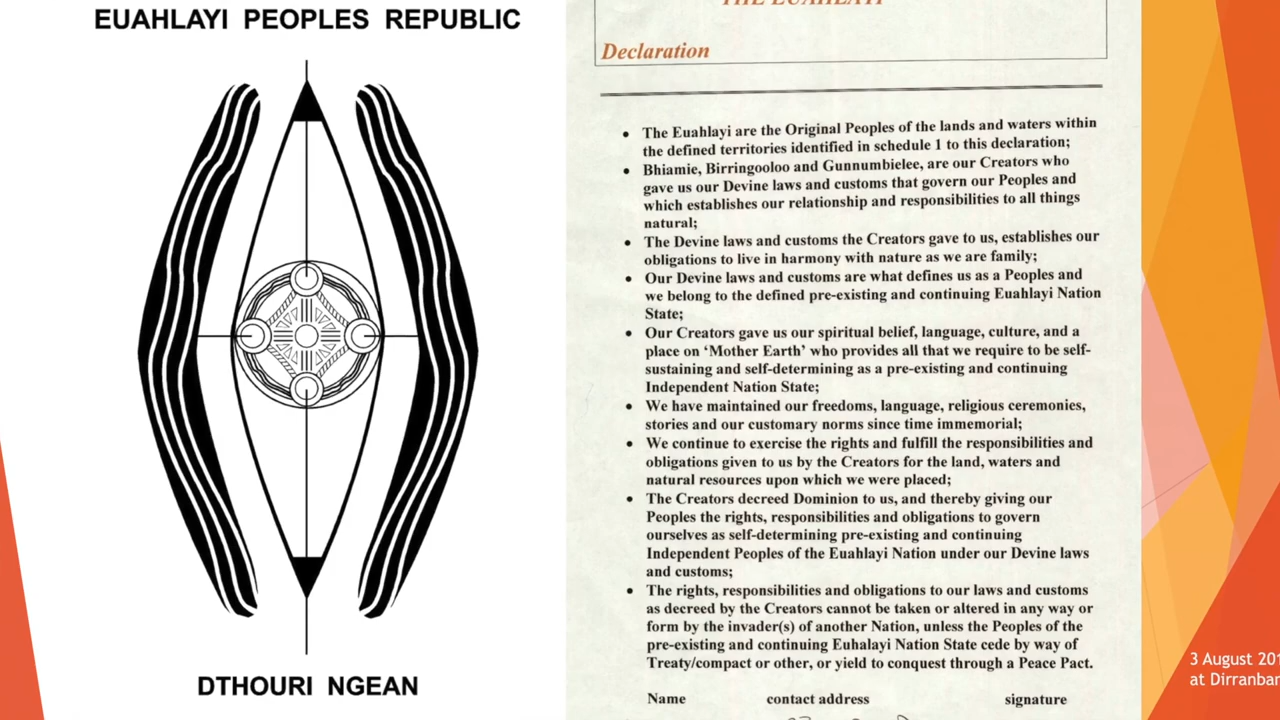 EUAHLAYI PEOPLES REPUBLIC
DTHOURI NGEAN
THE EUAHLAYI
Declaration
• The Euahlayi are the Original Peoples of the lands and waters within
the defined territories identified in schedule 1 to this declaration;
• Bhiamie, Birringooloo and Gunnumbielee, are our Creators who
gave us our Devine laws and customs that govern our Peoples and
which establishes our relationship and responsibilities to all things
natural;
• The Devine laws and customs the Creators gave to us, establishes our
obligations to live in harmony with nature as we are family;
• Our Devine laws and customs are what defines us as a Peoples and
we belong to the defined pre-existing and continuing Euahlayi Nation
State;
• Our Creators gave us our spiritual belief, language, culture, and a
place on ‘Mother Earth’ who provides all that we require to be self-
sustaining and self-determining as a pre-existing and continuing
Independent Nation State;
• We have maintained our freedoms, language, religious ceremonies,
stories and our customary norms since time immemorial;
• We continue to exercise the rights and fulfill the responsibilities and
obligations given to us by the Creators for the land, waters and
natural resources upon which we were placed;
• The Creators decreed Dominion to us, and thereby giving our
Peoples the rights, responsibilities and obligations to govern
ourselves as self-determining pre-existing and continuing
Independent Peoples of the Euahlayi Nation under our Devine laws
and customs;
• The rights, responsibilities and obligations to our laws and customs
as decreed by the Creators cannot be taken or altered in any way or
form by the invader(s) of another Nation, unless the Peoples of the
pre-existing and continuing Euhalayi Nation State cede by way of
Treaty/compact or other, or yield to conquest through a Peace Pact.
Name contact address signature
3 August 201
at Dirranban